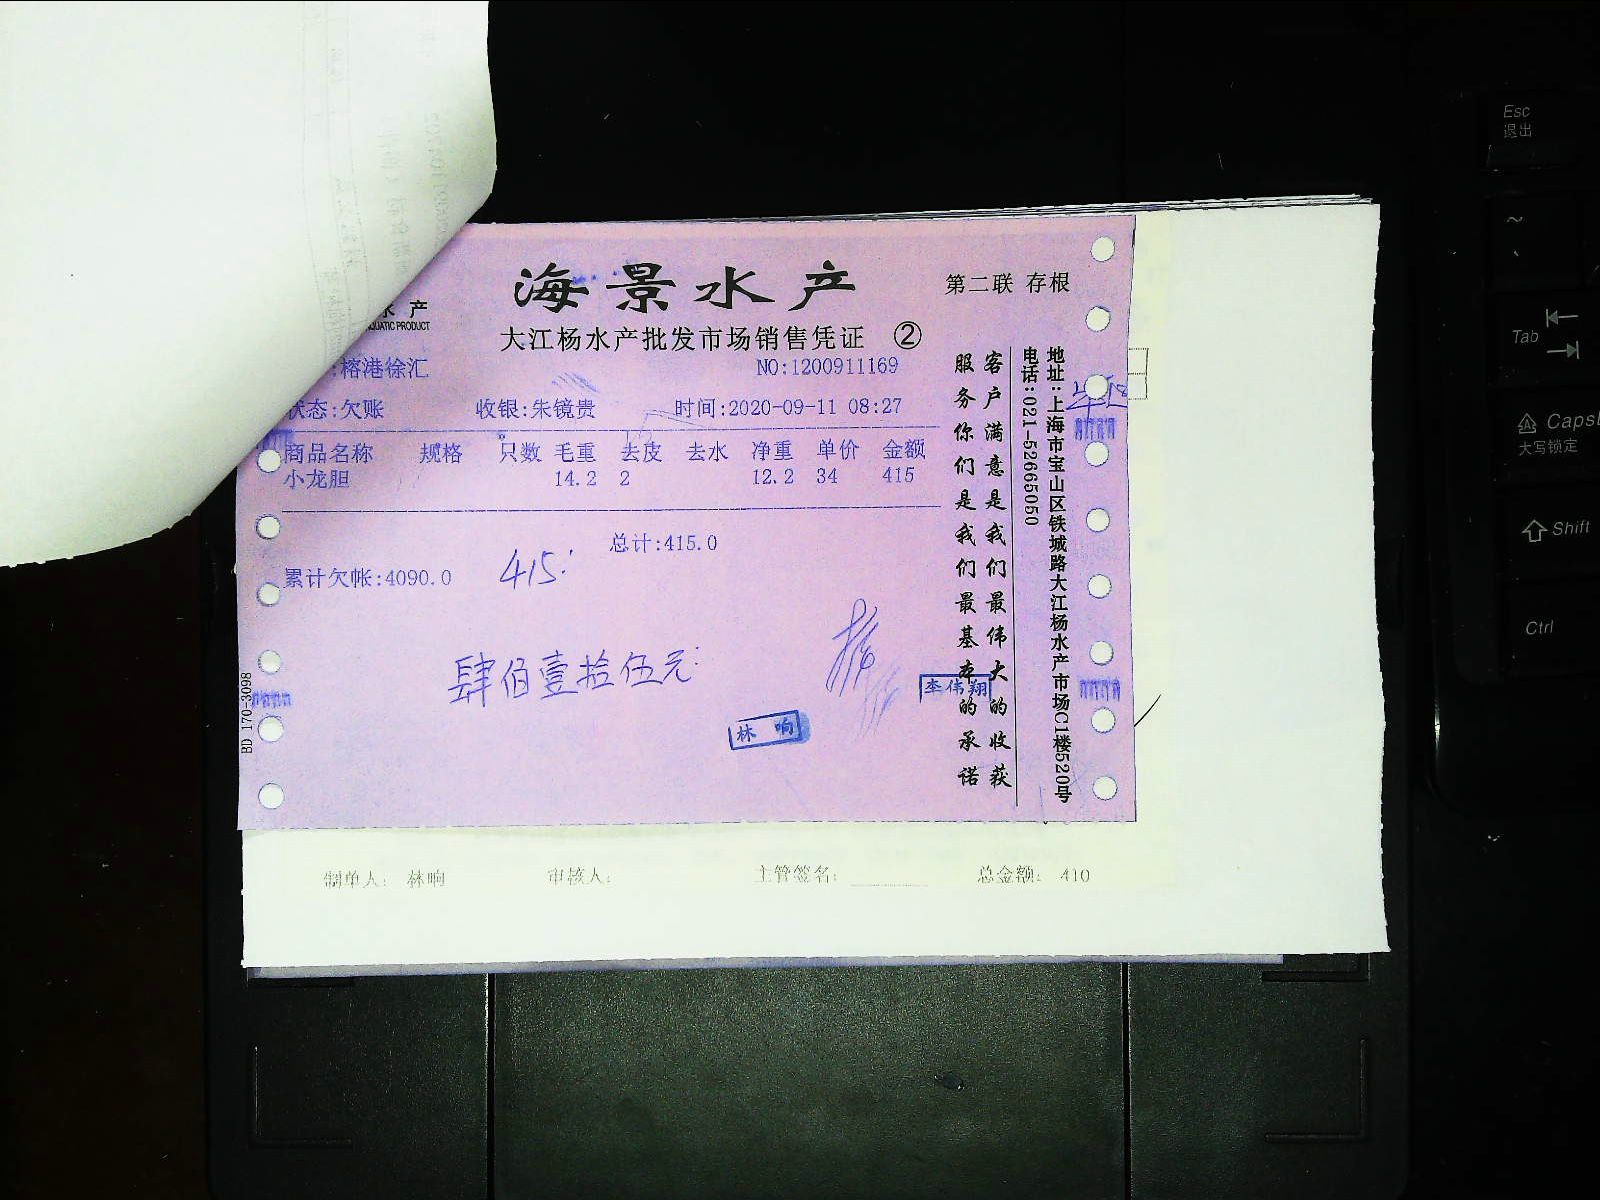 海景水产
第二联 存根
水产
QUATIC PRODUCT
大江杨水产批发市场销售凭证 ②
:榕港徐汇
NO:1200911169
状态:欠账 收银:朱镜贵 时间:2020-09-11 08:27
商品名称 规格 只数 毛重 去皮 去水 净重 单价 金额
小龙胆 14.2 2 12.2 34 415
总计:415.0
累计欠帐:4090.0
415.
肆佰壹拾伍元
林 响
李伟翔
客户满意是我们最伟大的收获
服务你们是我们最基本的承诺
地址:上海市宝山区铁城路大江杨水产市场C1楼520号
电话:021-52665050
BD 170-3098
制单人: 林响 审核人: 主管签名: 总金额: 410
Esc
退出
~
Tab
Caps
大写锁定
Shift
Ctrl